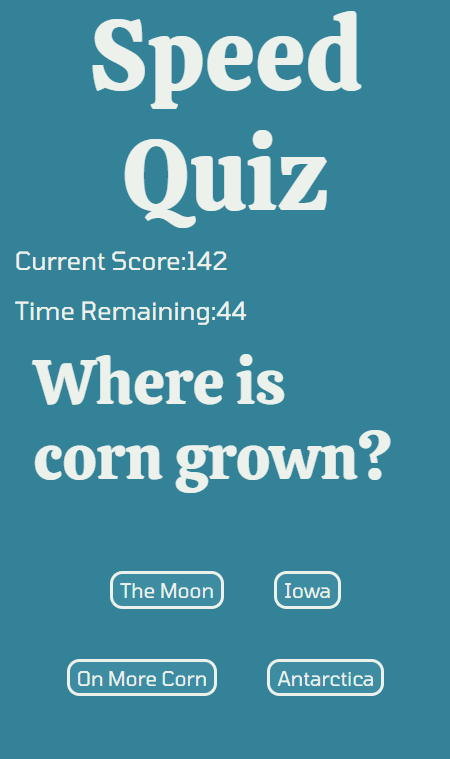 Speed
Quiz
Current Score:142
Time Remaining:44
Where is
corn grown?
The Moon
Iowa
On More Corn
Antarctica